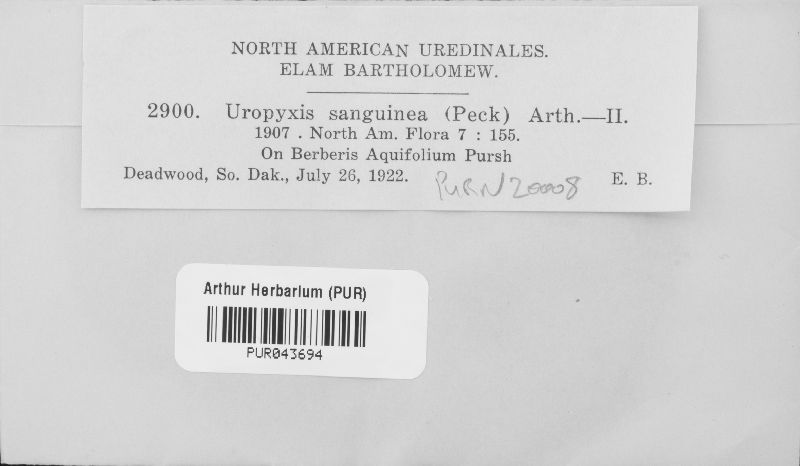 NORTH AMERICAN UREDINALES.
ELAM BARTHOLOMEW.
2900. Uropyxis sanguinea (Peck) Arth.—II.
1907 . North Am. Flora 7 : 155.
On Berberis Aquifolium Pursh
Deadwood, So. Dak., July 26, 1922. PURN20008 E. B.
Arthur Herbarium (PUR)
PUR043694